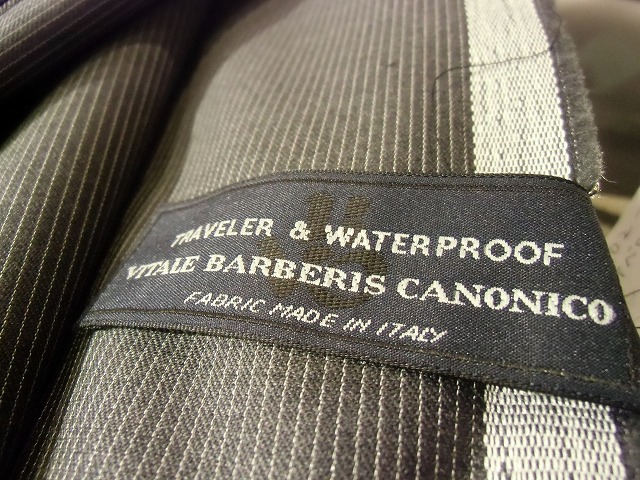 TRAVELER & WATERPROOF
VITALE BARBERIS CANONICO
FABRIC MADE IN ITALY